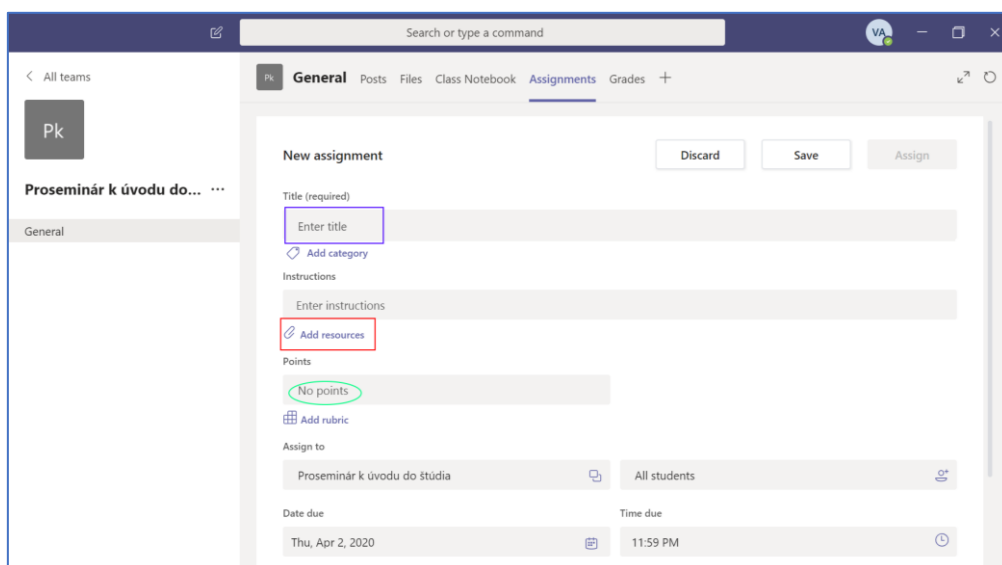 Search or type a command
VA
All teams
Pk
General Posts Files Class Notebook Assignments Grades
Pk
Proseminár k úvodu do... ...
General
New assignment
Discard
Save
Assign
Title (required)
Enter title
Add category
Instructions
Enter instructions
Add resources
Points
No points
Add rubric
Assign to
Proseminár k úvodu do štúdia
All students
Date due
Time due
Thu, Apr 2, 2020
11:59 PM